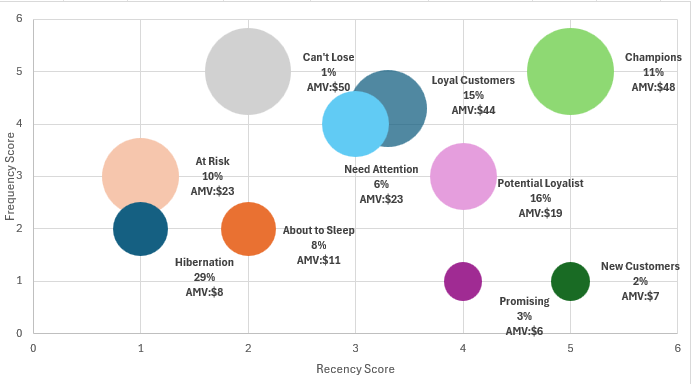 6
5
4
3
2
1
0
Frequency Score
Can't Lose
1%
AMV:$50
Champions
11%
AMV:$48
Loyal Customers
15%
AMV:$44
At Risk
10%
AMV:$23
Need Attention
6%
AMV:$23
Potential Loyalist
16%
AMV:$19
About to Sleep
8%
AMV:$11
Hibernation
29%
AMV:$8
New Customers
2%
AMV:$7
Promising
3%
AMV:$6
0 1 2 3 4 5 6
Recency Score